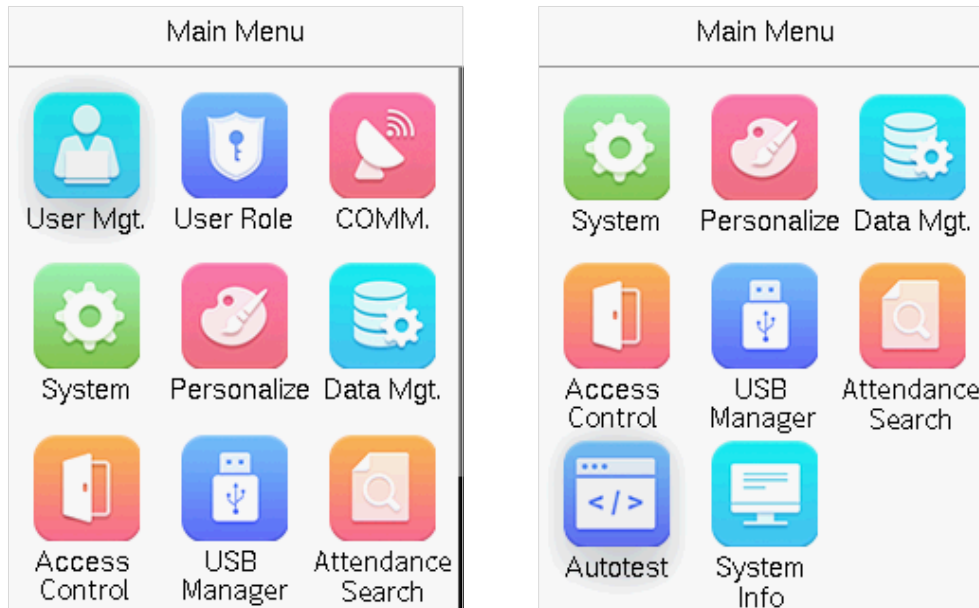 Main Menu
User Mgt. User Role COMM.
System Personalize Data Mgt.
Access Control USB Manager Attendance Search
Main Menu
System Personalize Data Mgt.
Access Control USB Manager Attendance Search
</> 
Autotest System Info